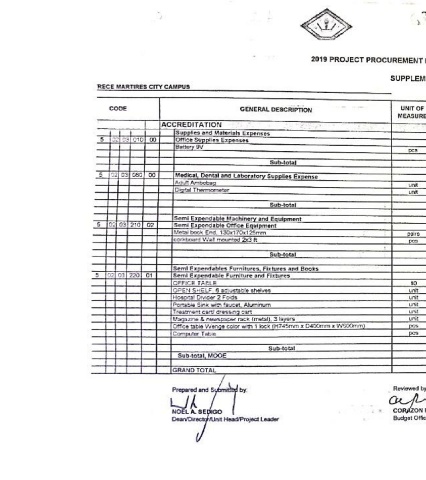 2019 PROJECT PROCUREMENT
SUPPLEM
RECE MARTIRES CITY CAMPUS
CODE GENERAL DESCRIPTION UNIT OF MEASURE
ACCREDITATION
Supplies and Materials Expenses
5 02 03 010 00 Office Supplies Expenses
Battery 9V pcs
Sub-total
5 02 03 080 00 Medical, Dental and Laboratory Supplies Expense
Adult Ambubag unit
Digital Thermometer unit
Sub-total
Semi Expendable Machinery and Equipment
5 02 03 210 02 Semi Expendable Office Equipment
Metal book End, 130x170x125mm pairs
corkboard Wall mounted 2x3 ft pcs
Sub-total
Semi Expendables Furnitures, Fixtures and Books
5 02 03 220 01 Semi Expendable Furniture and Fixtures
OFFICE TABLE
OPEN SHELF, 6 adjustable shelves unit
Hospital Divider 2 Folds unit
Portable Sink with faucet, Aluminum unit
Treatment cart/ dressing cart unit
Magazine & newspaper rack (metal), 3 layers unit
Office table Wenge color with 1 lock (H745mm x D400mm x W900mm) pcs
Computer Table pcs
Sub-total
Sub-total, MOOE
GRAND TOTAL
Prepared and Submitted by: Reviewed by
NOEL A. SEDIGO CORAZON
Dean/Director/Unit Head/Project Leader Budget Offic